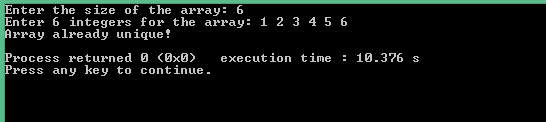 Enter the size of the array: 6
Enter 6 integers for the array: 1 2 3 4 5 6
Array already unique!
Process returned 0 (0x0)   execution time : 10.376 s
Press any key to continue.